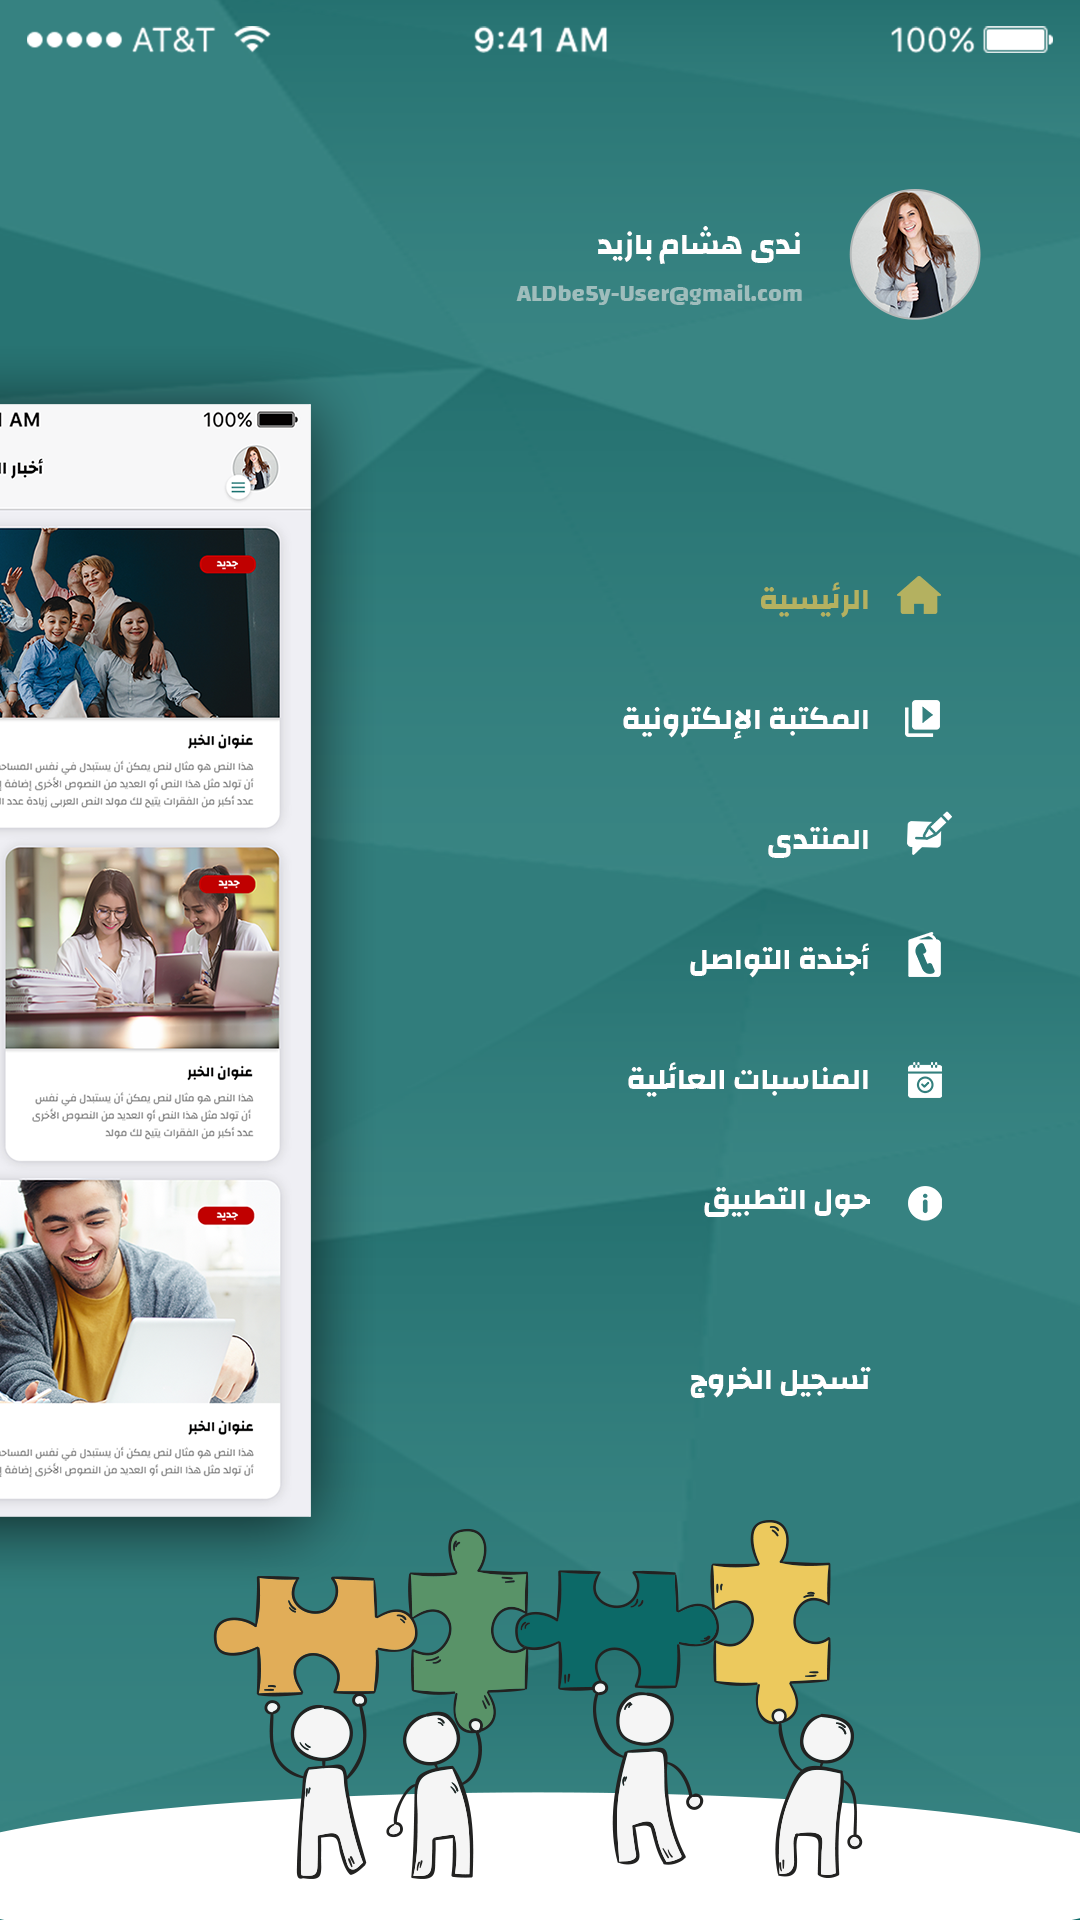 AT&T
9:41 AM
100%
ندى هشام بازيد
ALDbe5y-User@gmail.com
AM
100%
أخبار
جديد
عنوان الخبر
هذا النص هو مثال لنص يمكن أن يستبدل في نفس
أن تولد مثل هذا النص أو العديد من النصوص الأخرى إضافة
عدد أكبر من الفقرات يتيح لك مولد النص العربى زيادة عدد
جديد
عنوان الخبر
هذا النص هو مثال لنص يمكن أن يستبدل في نفس
أن تولد مثل هذا النص أو العديد من النصوص الأخرى
عدد أكبر من الفقرات يتيح لك مولد
جديد
عنوان الخبر
هذا النص هو مثال لنص يمكن أن يستبدل في نفس
أن تولد مثل هذا النص أو العديد من النصوص الأخرى إضافة
الرئيسية
المكتبة الإلكترونية
المنتدى
أجندة التواصل
المناسبات العائلية
حول التطبيق
تسجيل الخروج